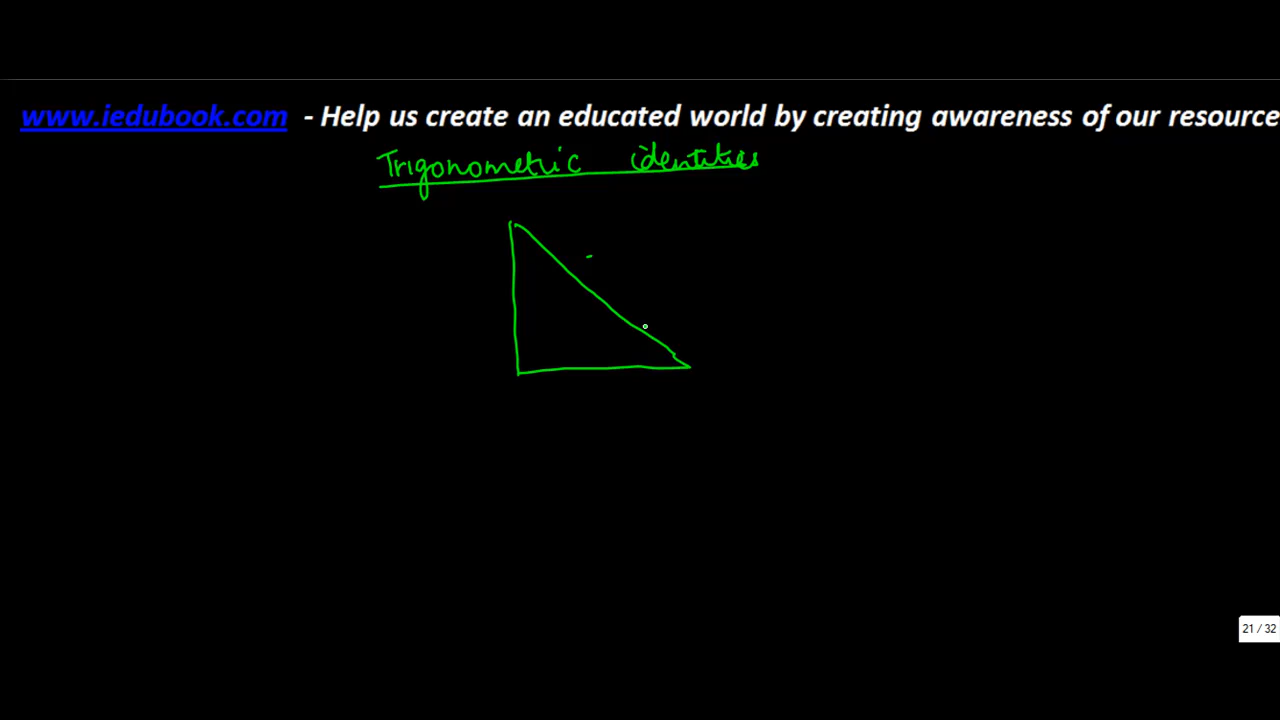 www.iedubook.com - Help us create an educated world by creating awareness of our resource
Trigonometric identities
21 / 32